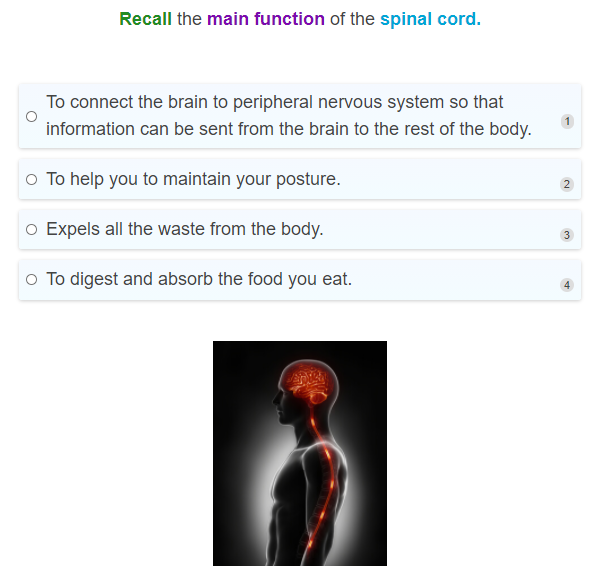 Recall the main function of the spinal cord.
To connect the brain to peripheral nervous system so that
information can be sent from the brain to the rest of the body.
1
To help you to maintain your posture.
2
Expels all the waste from the body.
3
To digest and absorb the food you eat.
4